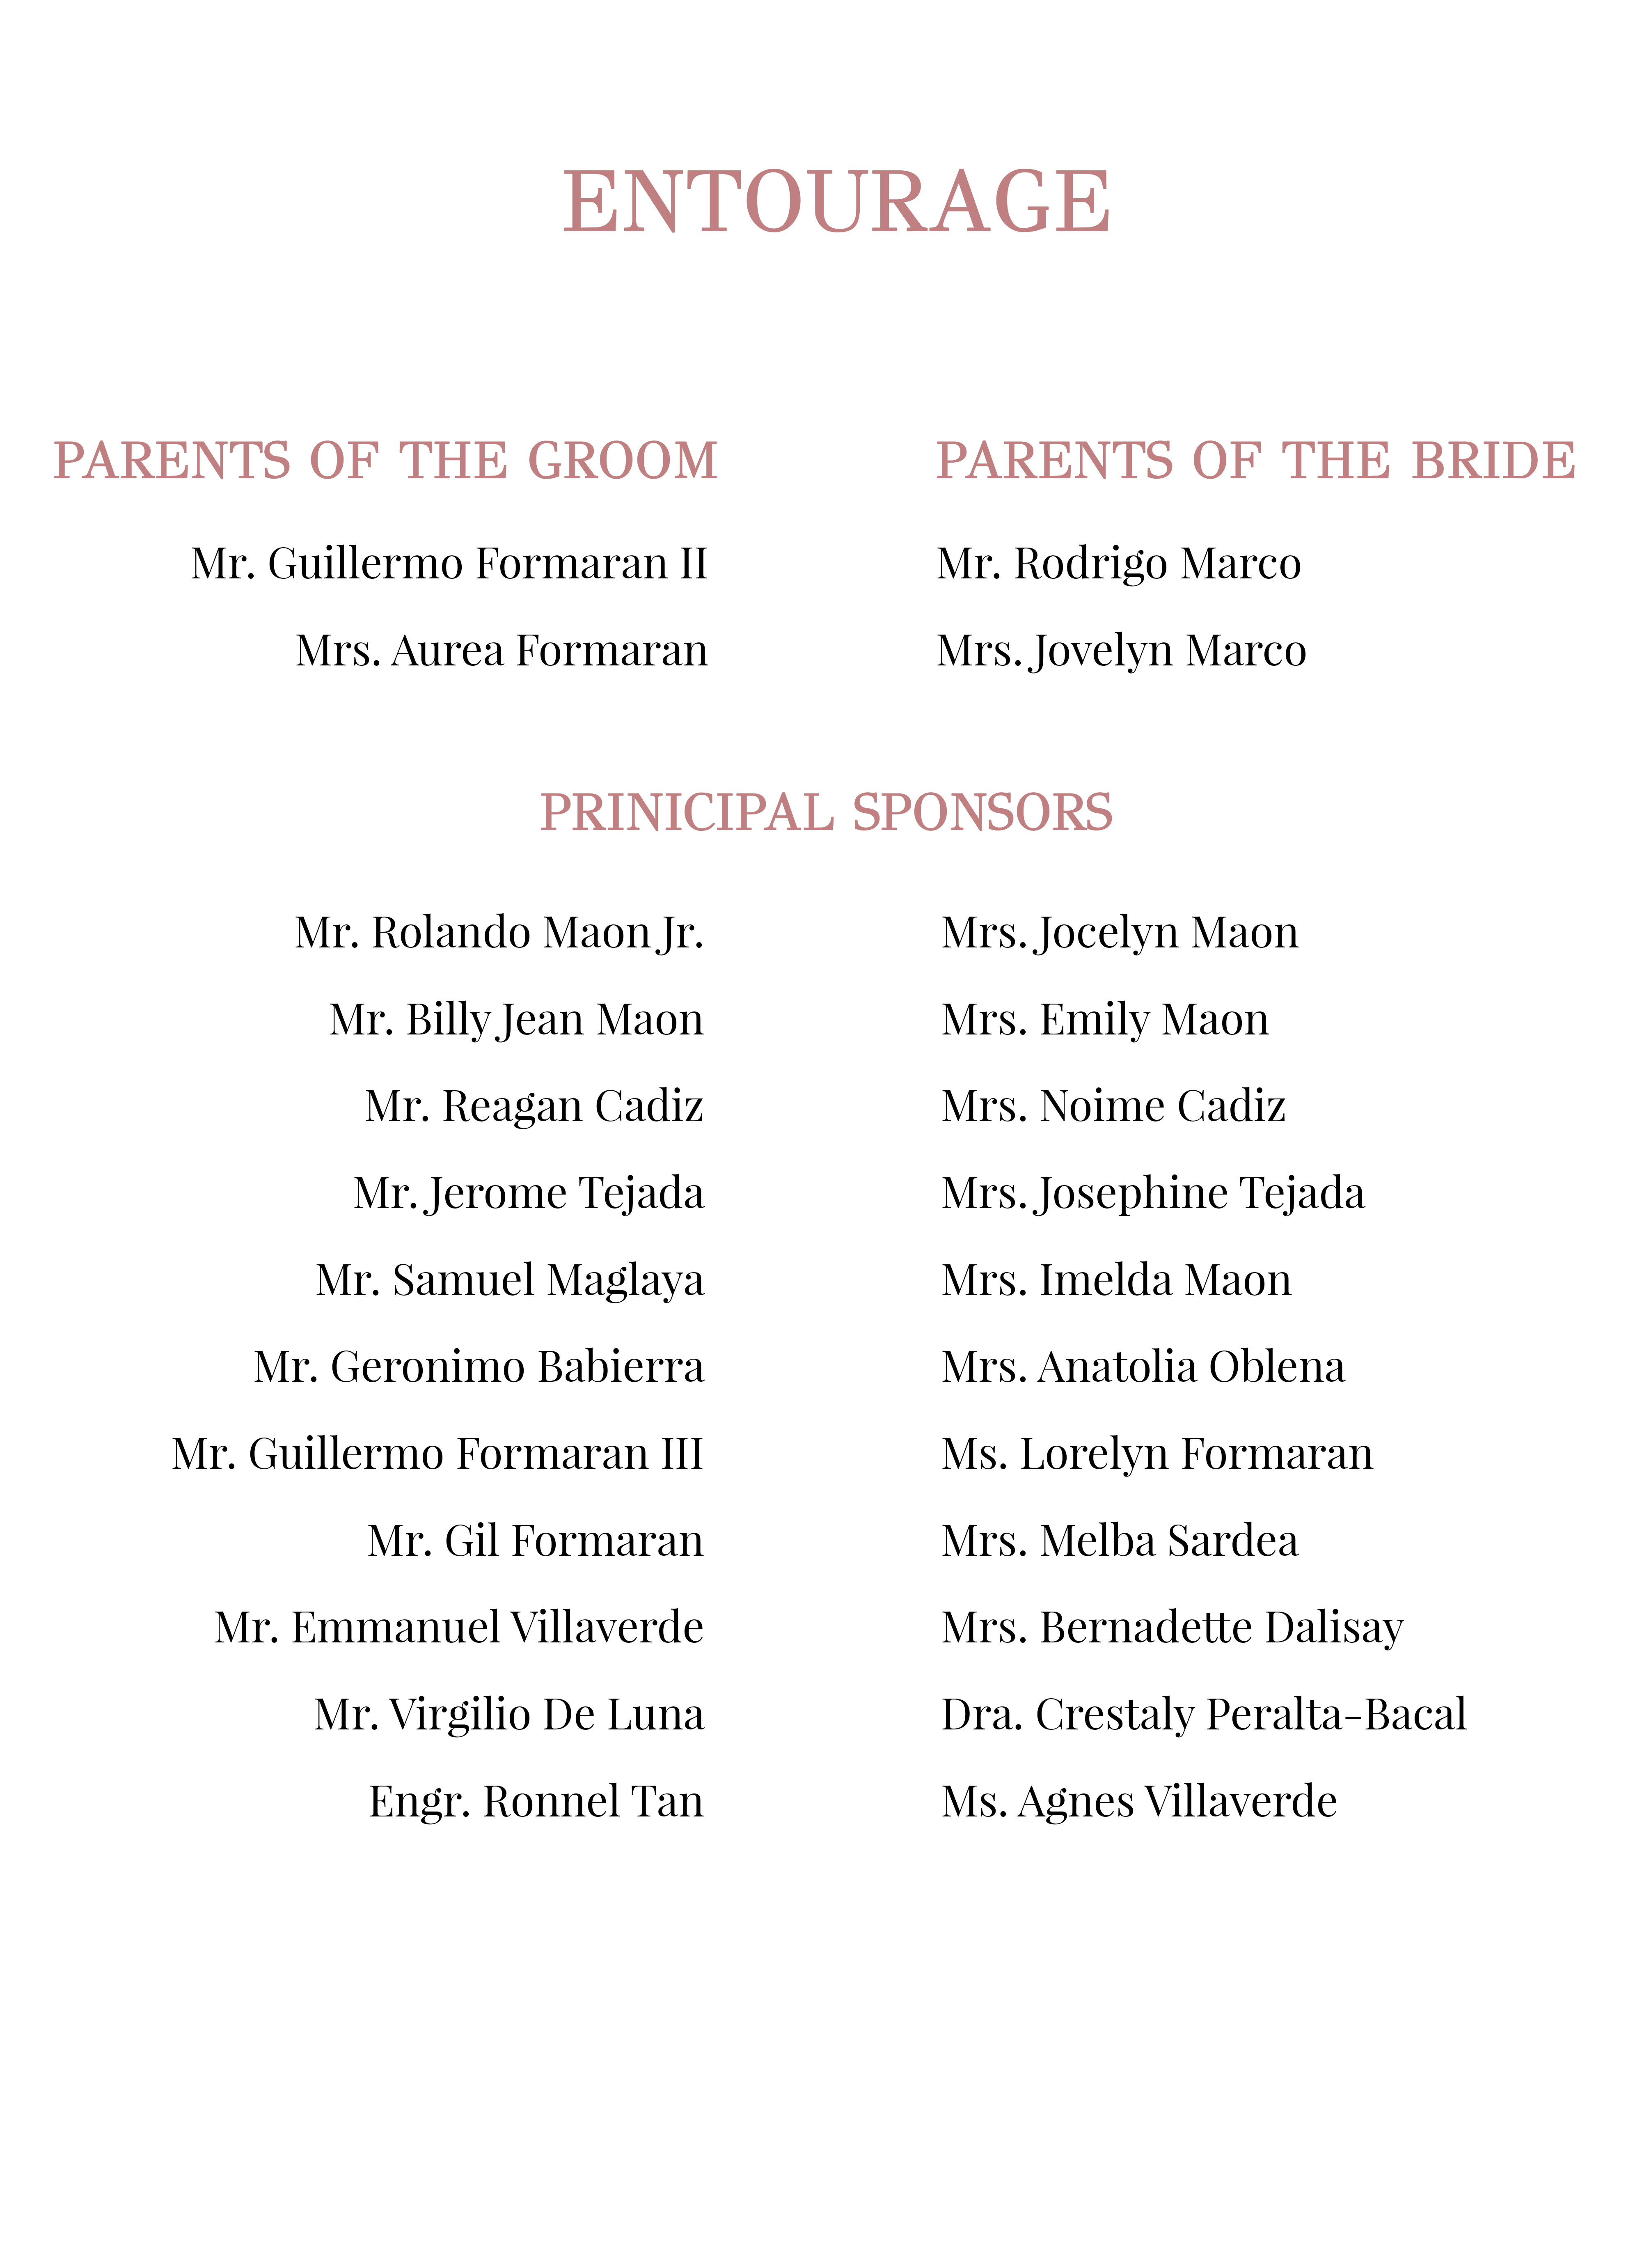 ENTOURAGE
PARENTS OF THE GROOM
Mr. Guillermo Formaran II
Mrs. Aurea Formaran
PARENTS OF THE BRIDE
Mr. Rodrigo Marco
Mrs. Jovelyn Marco
PRINICIPAL SPONSORS
Mr. Rolando Maon Jr.
Mr. Billy Jean Maon
Mr. Reagan Cadiz
Mr. Jerome Tejada
Mr. Samuel Maglaya
Mr. Geronimo Babierra
Mr. Guillermo Formaran III
Mr. Gil Formaran
Mr. Emmanuel Villaverde
Mr. Virgilio De Luna
Engr. Ronnel Tan
Mrs. Jocelyn Maon
Mrs. Emily Maon
Mrs. Noime Cadiz
Mrs. Josephine Tejada
Mrs. Imelda Maon
Mrs. Anatolia Oblena
Ms. Lorelyn Formaran
Mrs. Melba Sardea
Mrs. Bernadette Dalisay
Dra. Crestaly Peralta-Bacal
Ms. Agnes Villaverde